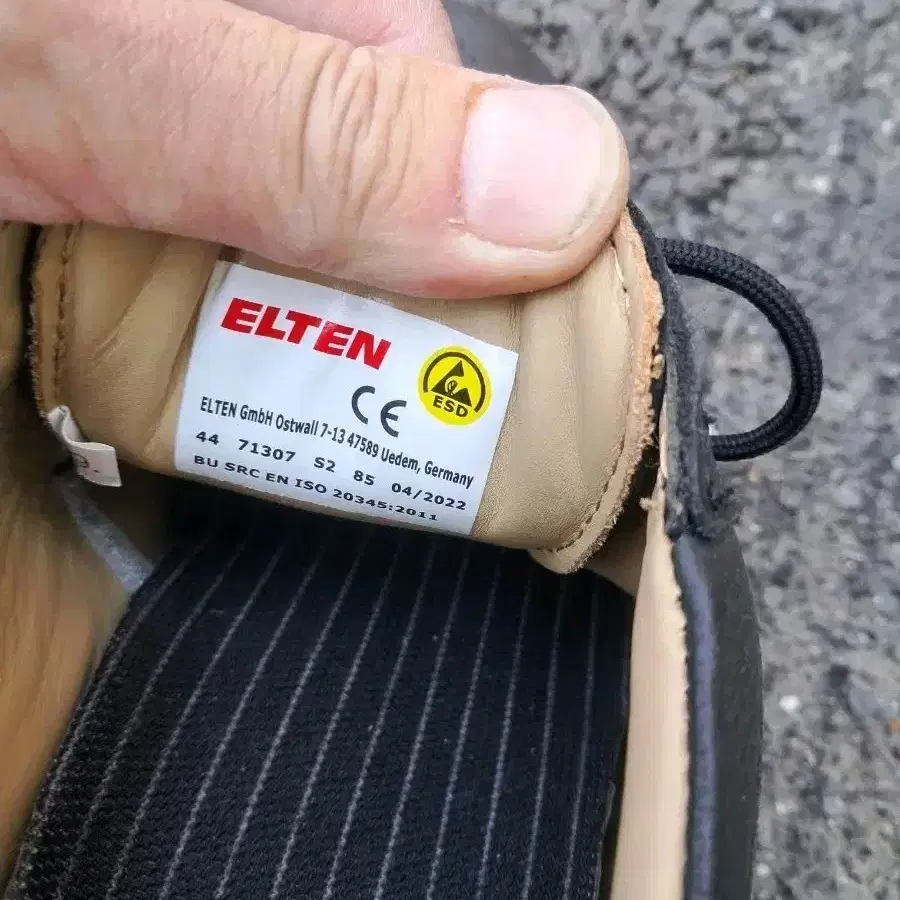 ELTEN
CE
ESD
ELTEN GmbH Ostwall 7-13 47589 Uedem, Germany
44 71307 S2 85 04/2022
BU SRC EN ISO 20345:2011